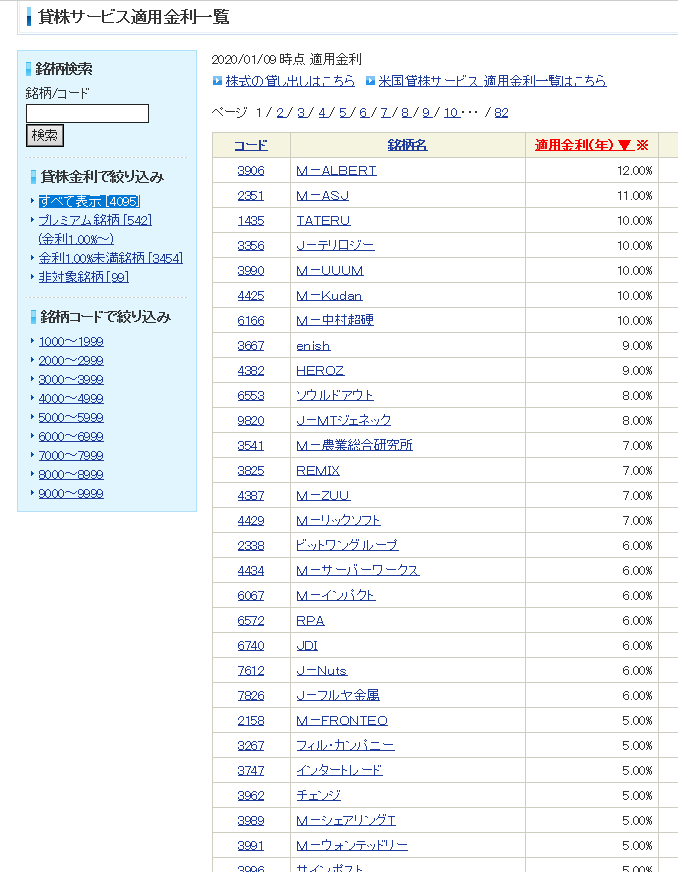 貸株サービス適用金利一覧
銘柄検索
銘柄/コード
検索
貸株金利で絞り込み
すべて表示 [4095]
プレミアム銘柄 [542]
(金利1.00%～)
金利1.00%未満銘柄 [3454]
非対象銘柄 [99]
銘柄コードで絞り込み
1000～1999
2000～2999
3000～3999
4000～4999
5000～5999
6000～6999
7000～7999
8000～8999
9000～9999
2020/01/09 時点 適用金利
株式の貸し出しはこちら 米国貸株サービス 適用金利一覧はこちら
ページ 1 / 2 / 3 / 4 / 5 / 6 / 7 / 8 / 9 / 10 ・・・ / 82
コード 銘柄名 適用金利(年) ▼ ※
3906 M－ALBERT 12.00%
2351 M－ASJ 11.00%
1435 TATERU 10.00%
3356 J－テリロジー 10.00%
3990 M－UUUM 10.00%
4425 M－Kudan 10.00%
6166 M－中村超硬 10.00%
3667 enish 9.00%
4382 HEROZ 9.00%
6553 ソウルドアウト 8.00%
9820 J－MTジェネック 8.00%
3541 M－農業総合研究所 7.00%
3825 REMIX 7.00%
4387 M－ZUU 7.00%
4429 M－リックソフト 7.00%
2338 ビットワングループ 6.00%
4434 M－サーバーワークス 6.00%
6067 M－インパクト 6.00%
6572 RPA 6.00%
6740 JDI 6.00%
7612 J－Nuts 6.00%
7826 J－フルヤ金属 6.00%
2158 M－FRONTEO 5.00%
3267 フィル・カンパニー 5.00%
3747 インタートレード 5.00%
3962 チェンジ 5.00%
3989 M－シェアリングT 5.00%
3991 M－ウォンテッドリー 5.00%
3996 サインポスト 5.00%